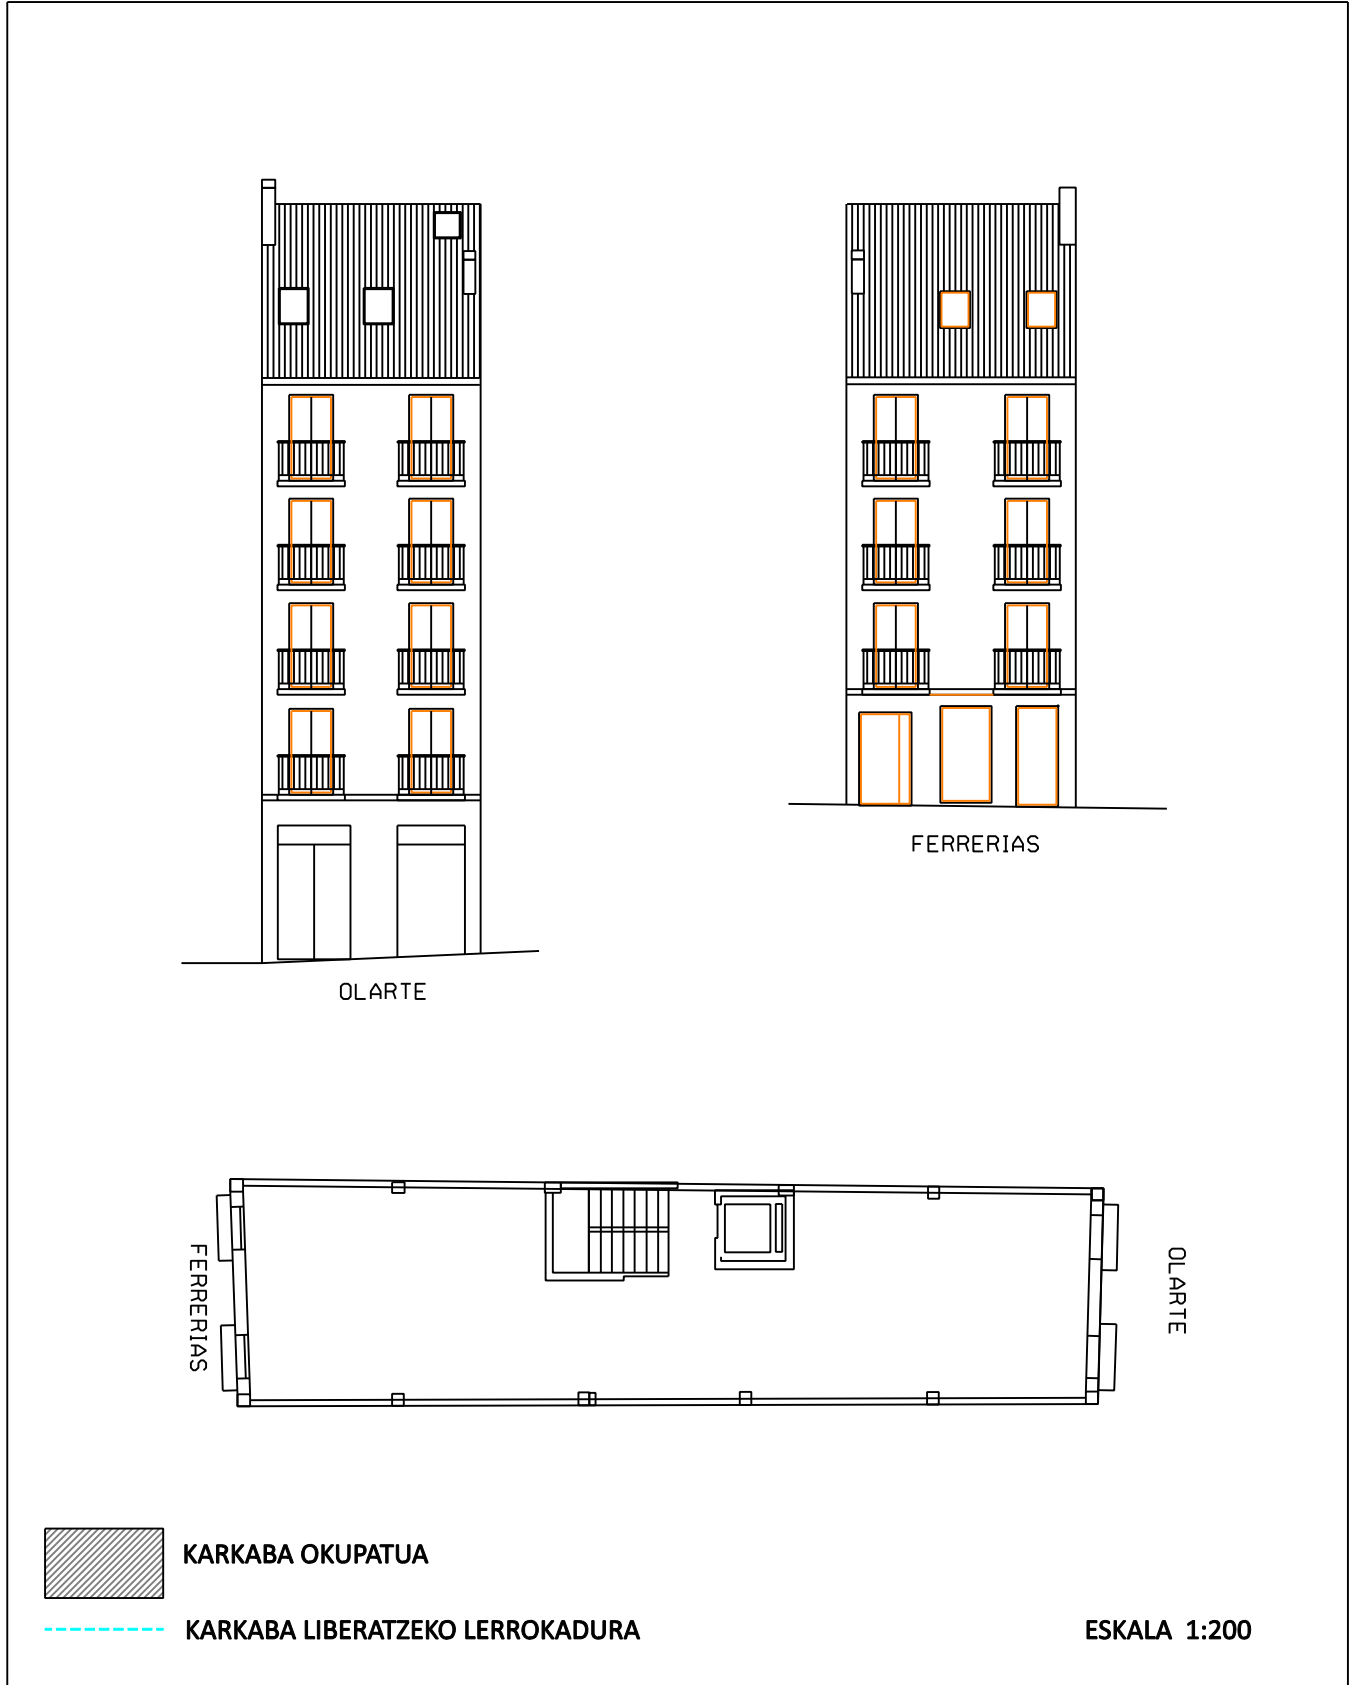 FERRERIAS
OLARTE
FERRERIAS
OLARTE
KARKABA OKUPATUA
KARKABA LIBERATZEKO LERROKADURA
ESKALA 1:200